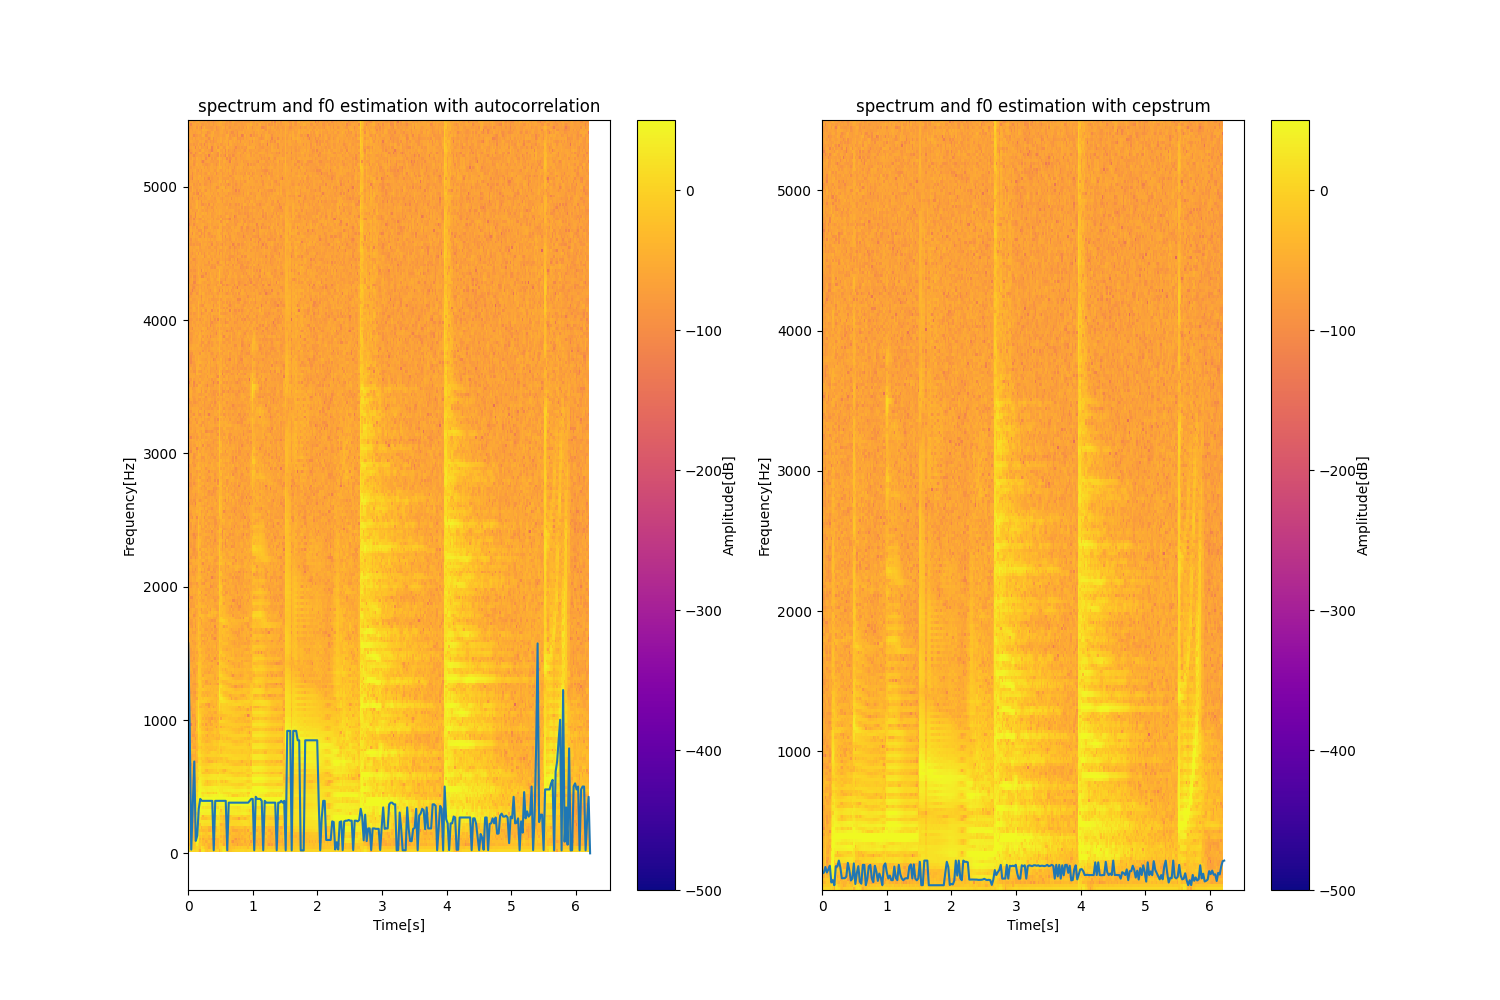 spectrum and f0 estimation with autocorrelation
5000
4000
3000
2000
1000
0
Frequency[Hz]
0 1 2 3 4 5 6
Time[s]
0
−100
−200
−300
−400
−500
Amplitude[dB]
spectrum and f0 estimation with cepstrum
5000
4000
3000
2000
1000
Frequency[Hz]
0 1 2 3 4 5 6
Time[s]
0
−100
−200
−300
−400
−500
Amplitude[dB]